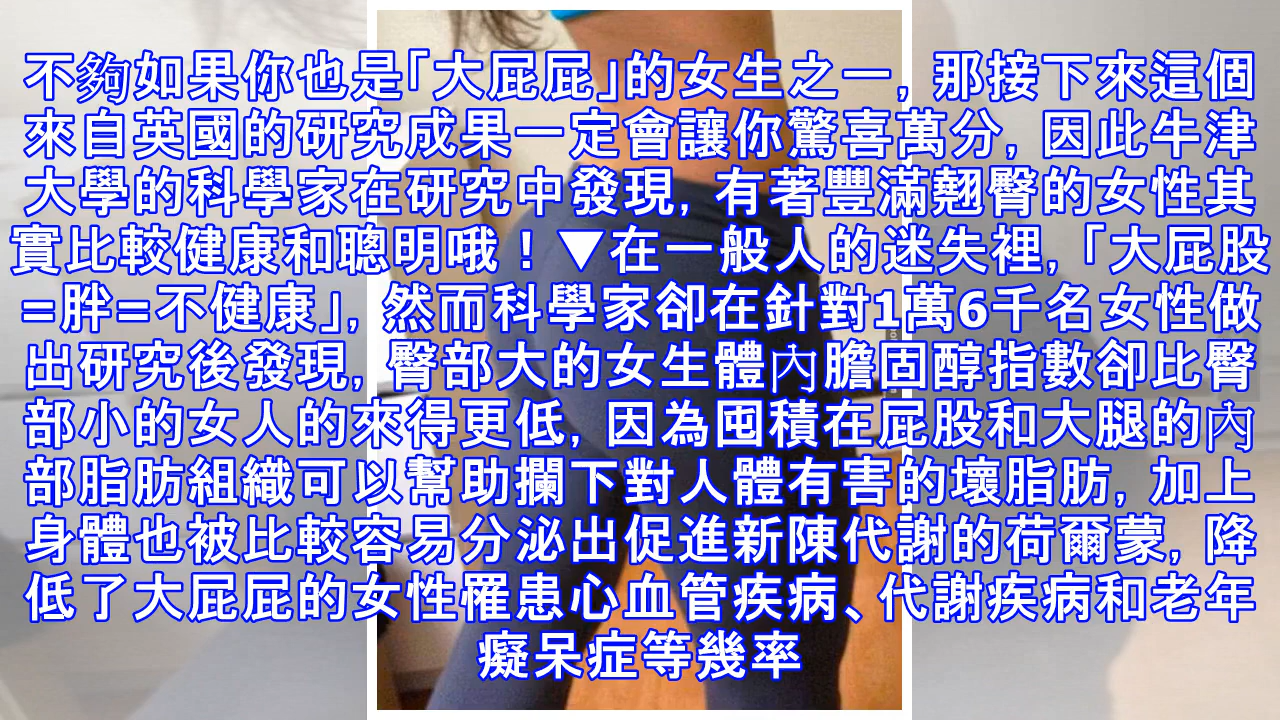 不夠如果你也是「大屁屁」的女生之一，那接下來這個
來自英國的研究成果一定會讓你驚喜萬分，因此牛津
大學的科學家在研究中發現，有著豐滿翹臀的女性其
實比較健康和聰明哦！▼在一般人的迷失裡，「大屁股
=胖=不健康」，然而科學家卻在針對1萬6千名女性做
出研究後發現，臀部大的女生體內膽固醇指數卻比臀
部小的女人的來得更低，因為囤積在屁股和大腿的內
部脂肪組織可以幫助攔下對人體有害的壞脂肪，加上
身體也被比較容易分泌出促進新陳代謝的荷爾蒙，降
低了大屁屁的女性罹患心血管疾病、代謝疾病和老年
癡呆症等幾率